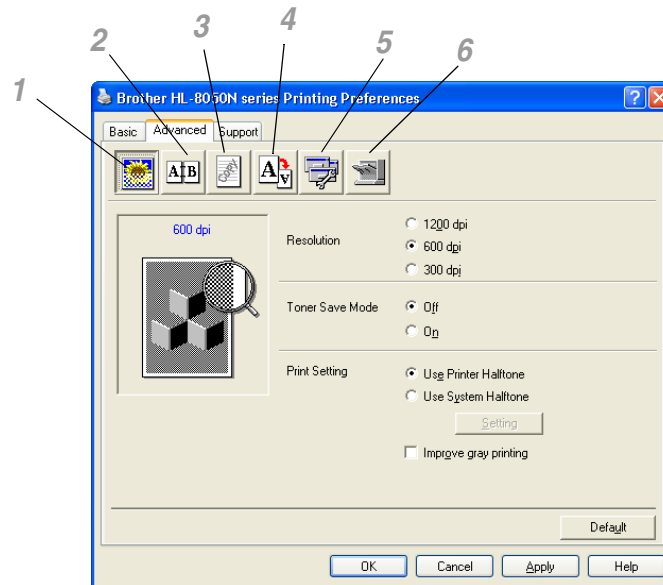 1 2 3 4 5 6
Brother HL-8050N series Printing Preferences
Basic Advanced Support
A B Copy A A
600 dpi
Resolution
1200 dpi
600 dpi
300 dpi
Toner Save Mode
Off
On
Print Setting
Use Printer Halftone
Use System Halftone
Setting
Improve gray printing
Default
OK Cancel Apply Help